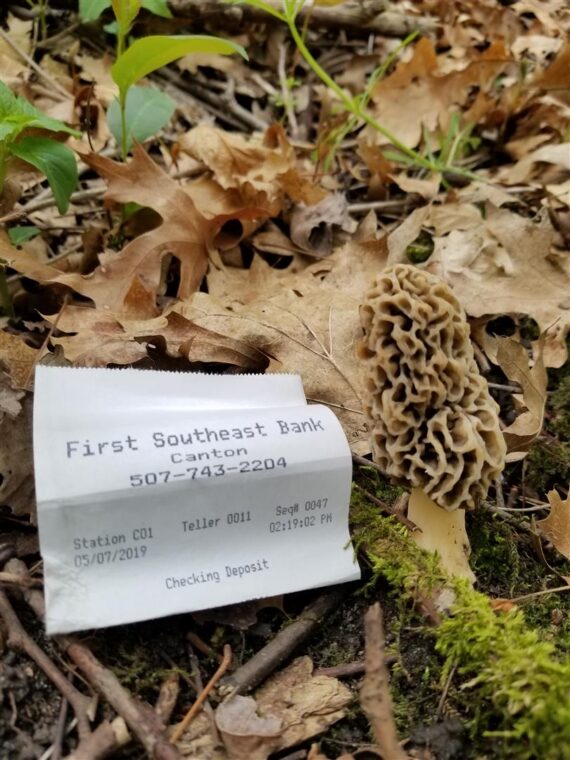 First Southeast Bank
Canton
507-743-2204
Station C01 Teller 0011 Seq# 0047
05/07/2019 02:19:02 PM
Checking Deposit